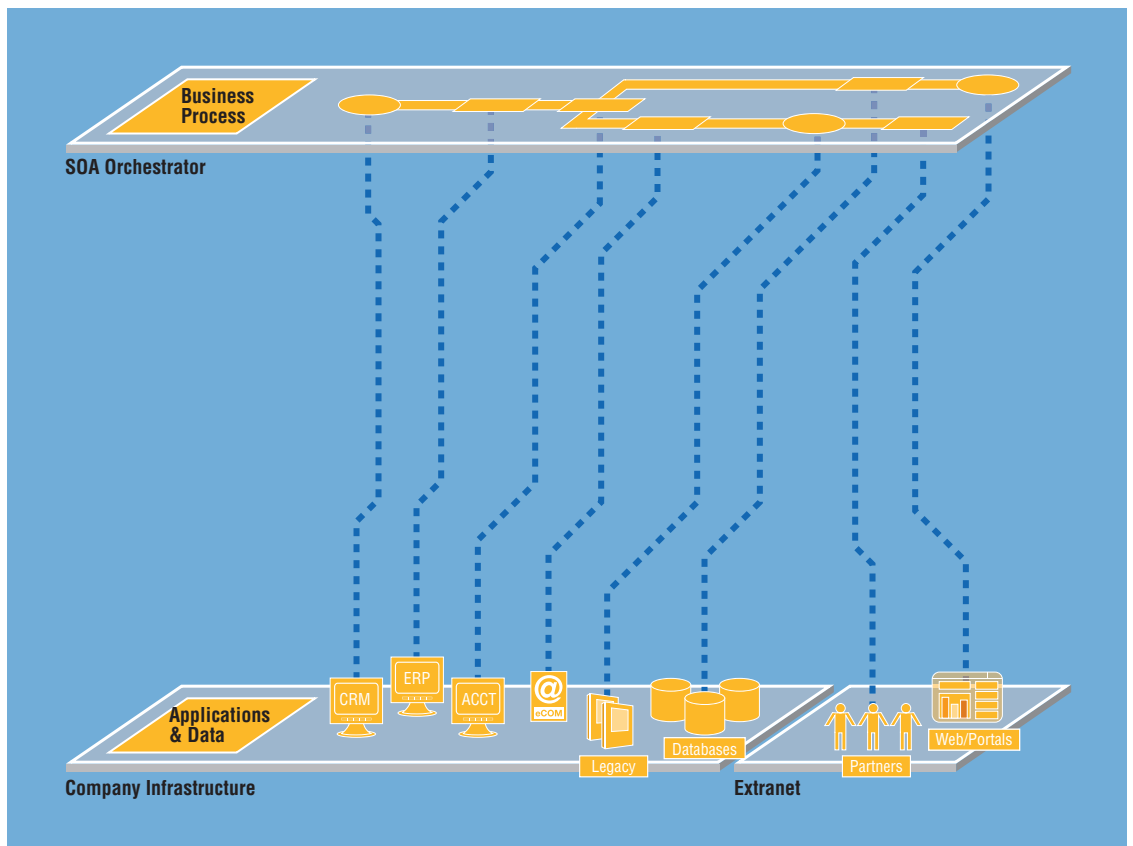 Business
Process
SOA Orchestrator
CRM
ERP
ACCT
@
eCOM
Applications
& Data
Legacy
Databases
Partners
Web/Portals
Company Infrastructure
Extranet